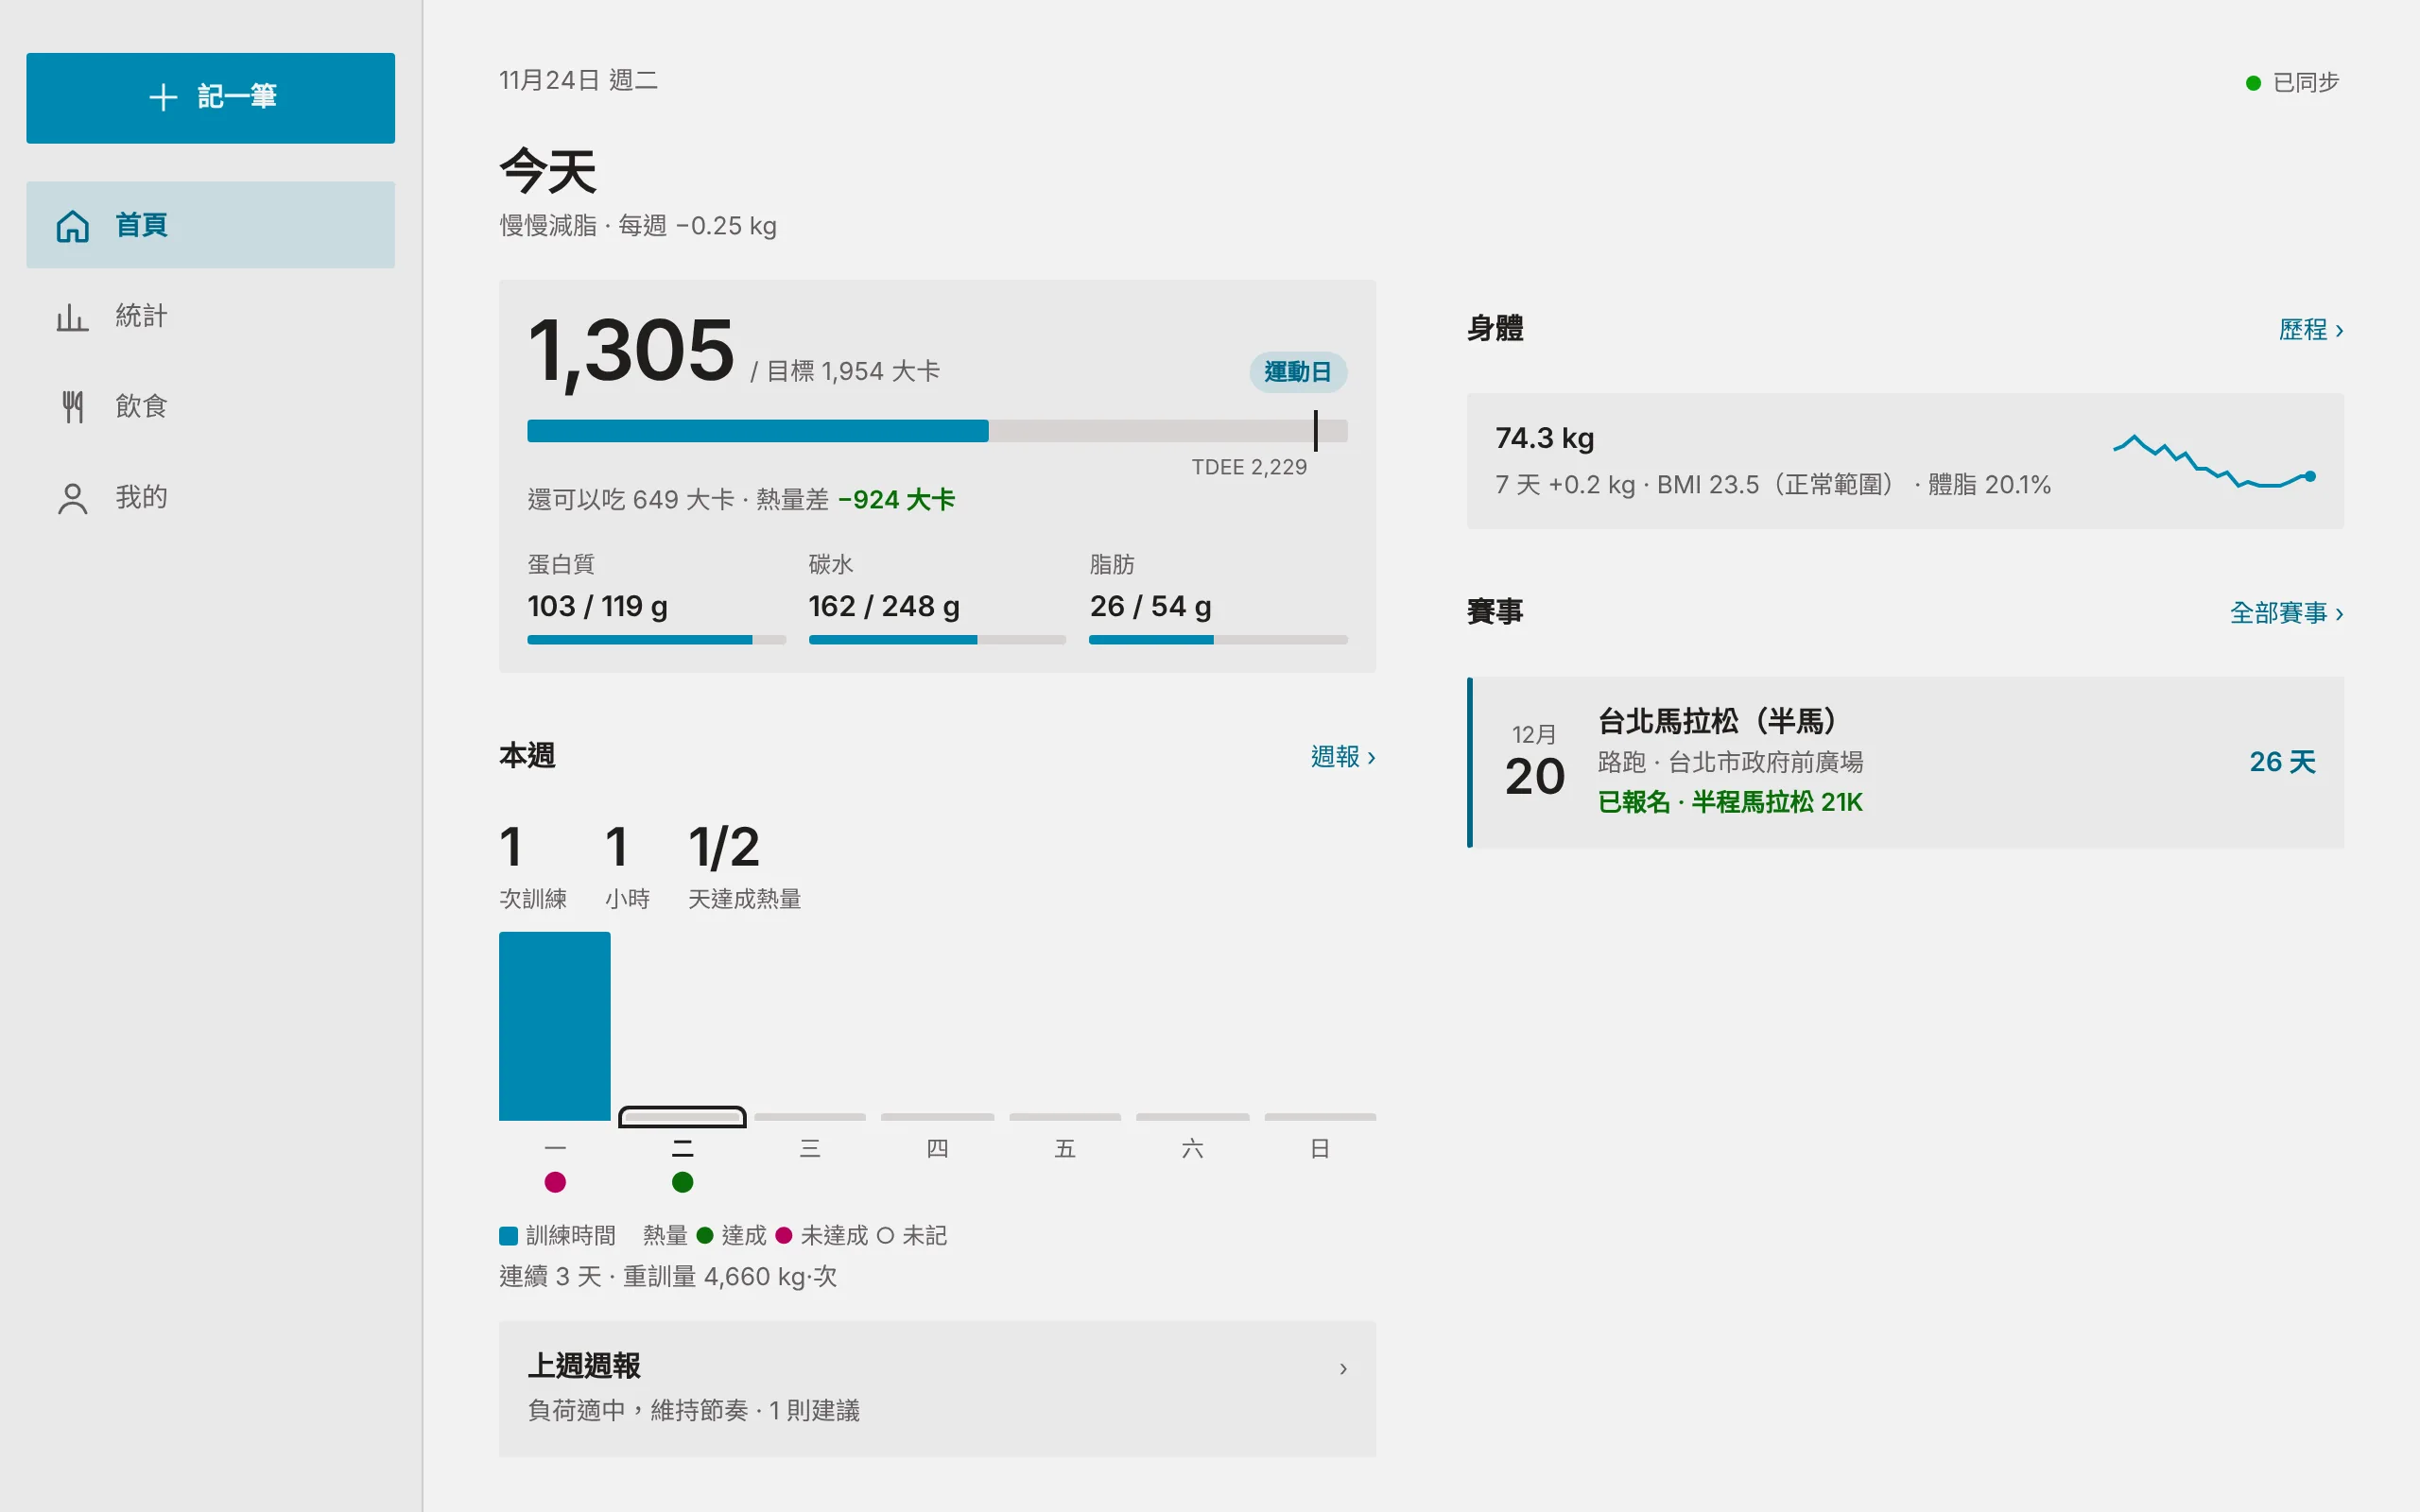 記一筆
首頁
統計
飲食
我的
11月24日 週二
已同步
今天
慢慢減脂 · 每週 −0.25 kg
1,305 / 目標 1,954 大卡
運動日
TDEE 2,229
還可以吃 649 大卡 · 熱量差 −924 大卡
蛋白質 碳水 脂肪
103 / 119 g 162 / 248 g 26 / 54 g
本週
週報 ›
1 1 1/2
次訓練 小時 天達成熱量
一 二 三 四 五 六 日
訓練時間 熱量 達成 未達成 未記
連續 3 天 · 重訓量 4,660 kg·次
上週週報 ›
負荷適中，維持節奏 · 1 則建議
身體
歷程 ›
74.3 kg
7 天 +0.2 kg · BMI 23.5（正常範圍） · 體脂 20.1%
賽事
全部賽事 ›
12月
20
台北馬拉松（半馬）
路跑 · 台北市政府前廣場
已報名 · 半程馬拉松 21K
26 天